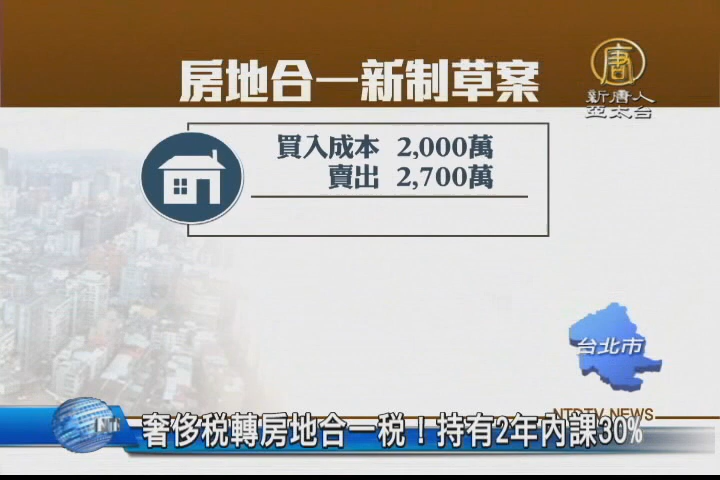 房地合一新制草案
唐
新唐人
亞太台
買入成本 2,000萬
賣出 2,700萬
台北市
NTDTV NEWS
奢侈稅轉房地合一稅！持有2年內課30%